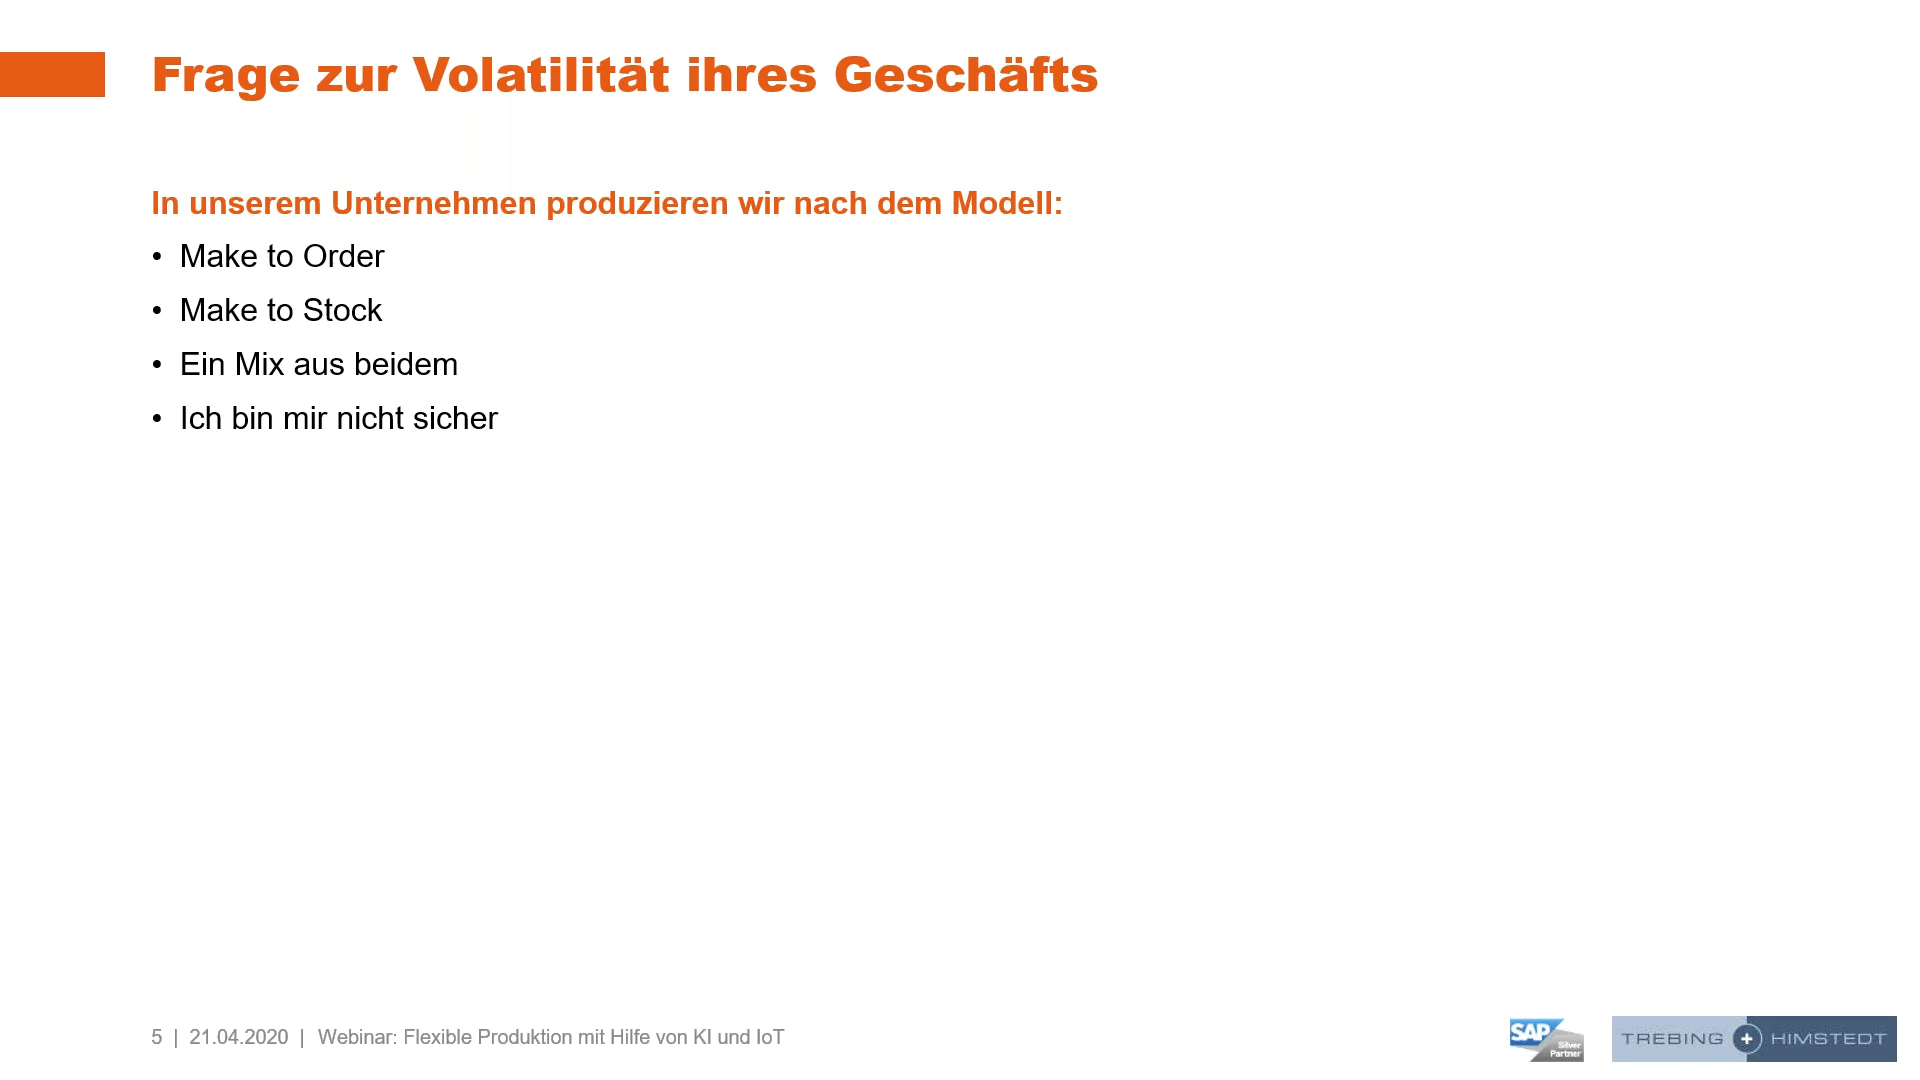 Frage zur Volatilität ihres Geschäfts
In unserem Unternehmen produzieren wir nach dem Modell:
• Make to Order
• Make to Stock
• Ein Mix aus beidem
• Ich bin mir nicht sicher
5 | 21.04.2020 | Webinar: Flexible Produktion mit Hilfe von KI und IoT
SAP Silver
Partner
TREBING + HIMSTEDT